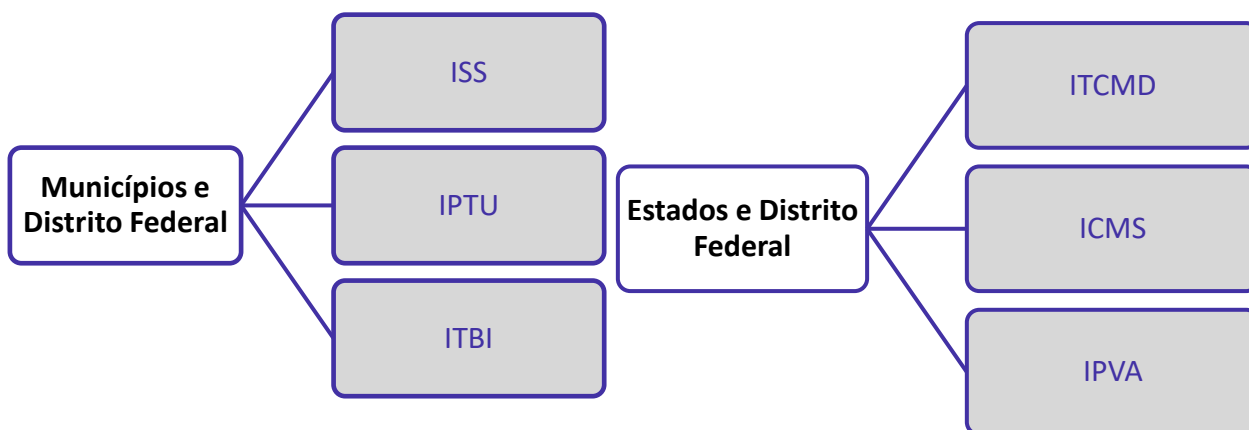 Municípios e
Distrito Federal
ISS
IPTU
ITBI
Estados e Distrito
Federal
ITCMD
ICMS
IPVA